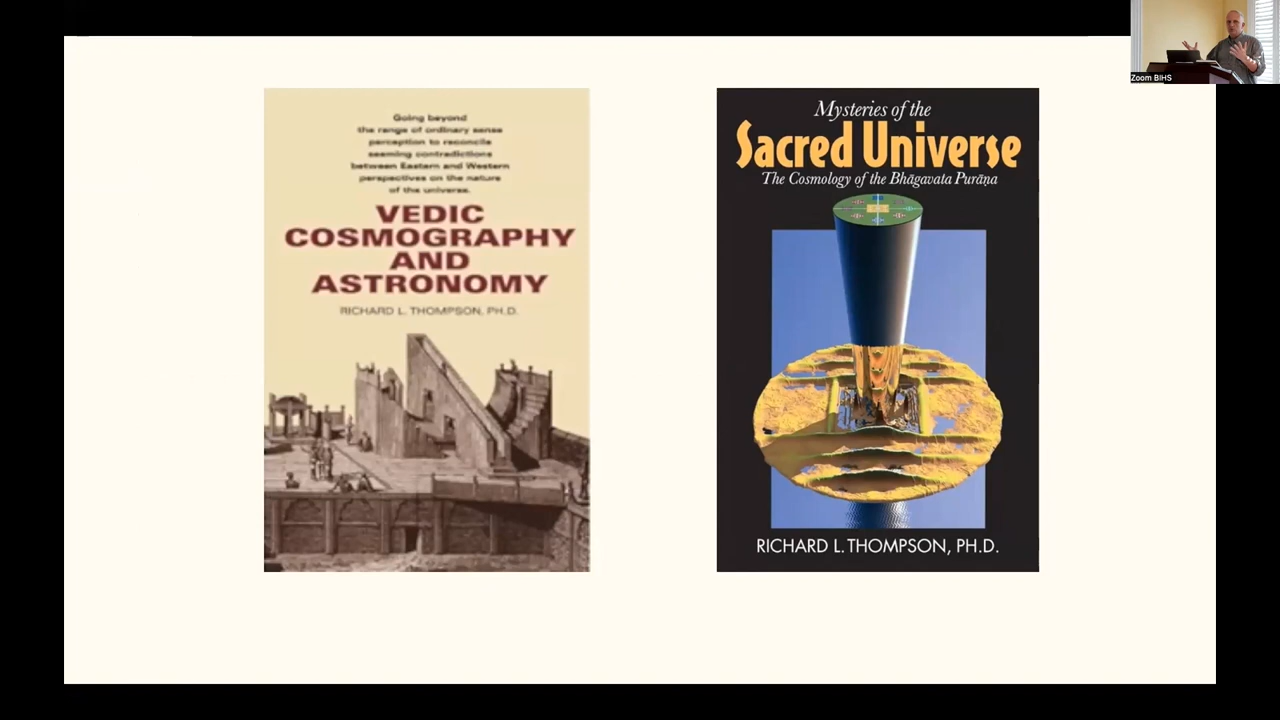 Going beyond
the range of ordinary sense
perception to reconcile
seeming contradictions
between Eastern and Western
perspectives on the nature
of the universe.
VEDIC
COSMOGRAPHY
AND
ASTRONOMY
RICHARD L. THOMPSON, PH.D.
Mysteries of the
Sacred Universe
The Cosmology of the Bhāgavata Purāṇa
RICHARD L. THOMPSON, PH.D.
Zoom BIHS